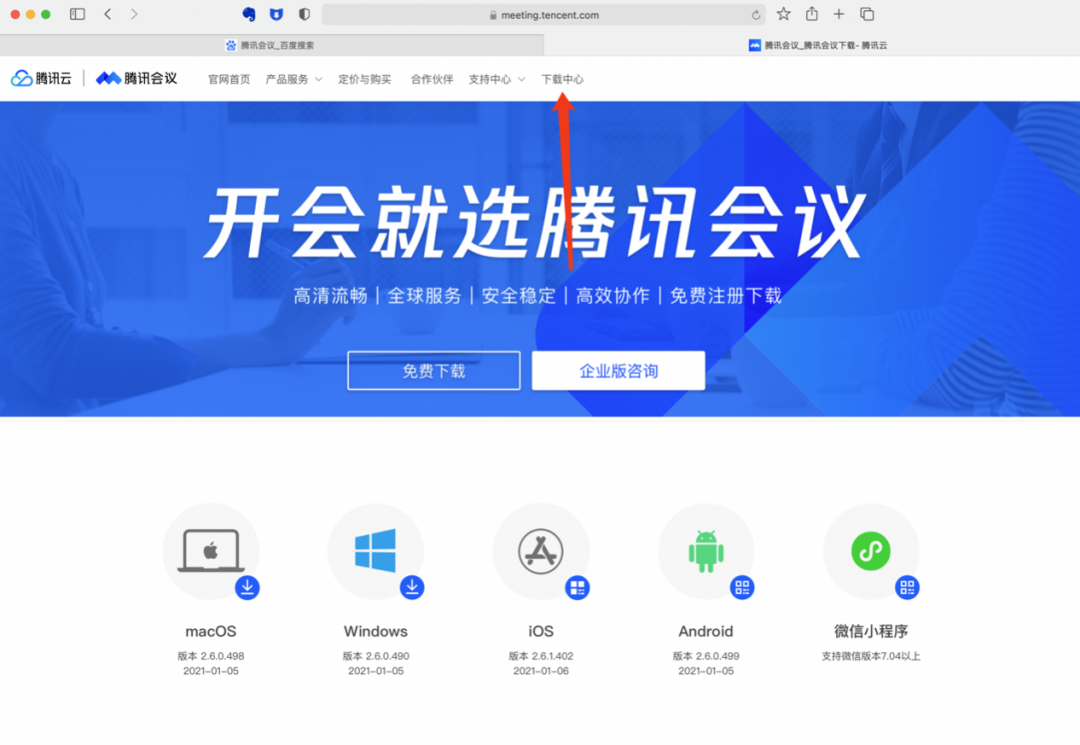 meeting.tencent.com
腾讯会议_百度搜索
腾讯会议_腾讯会议下载- 腾讯云
腾讯云 腾讯会议 官网首页 产品服务 定价与购买 合作伙伴 支持中心 下载中心
开会就选腾讯会议
高清流畅 | 全球服务 | 安全稳定 | 高效协作 | 免费注册下载
免费下载
企业版咨询
macOS
版本 2.6.0.498
2021-01-05
Windows
版本 2.6.0.490
2021-01-05
iOS
版本 2.6.1.402
2021-01-06
Android
版本 2.6.0.499
2021-01-05
微信小程序
支持微信版本7.04以上